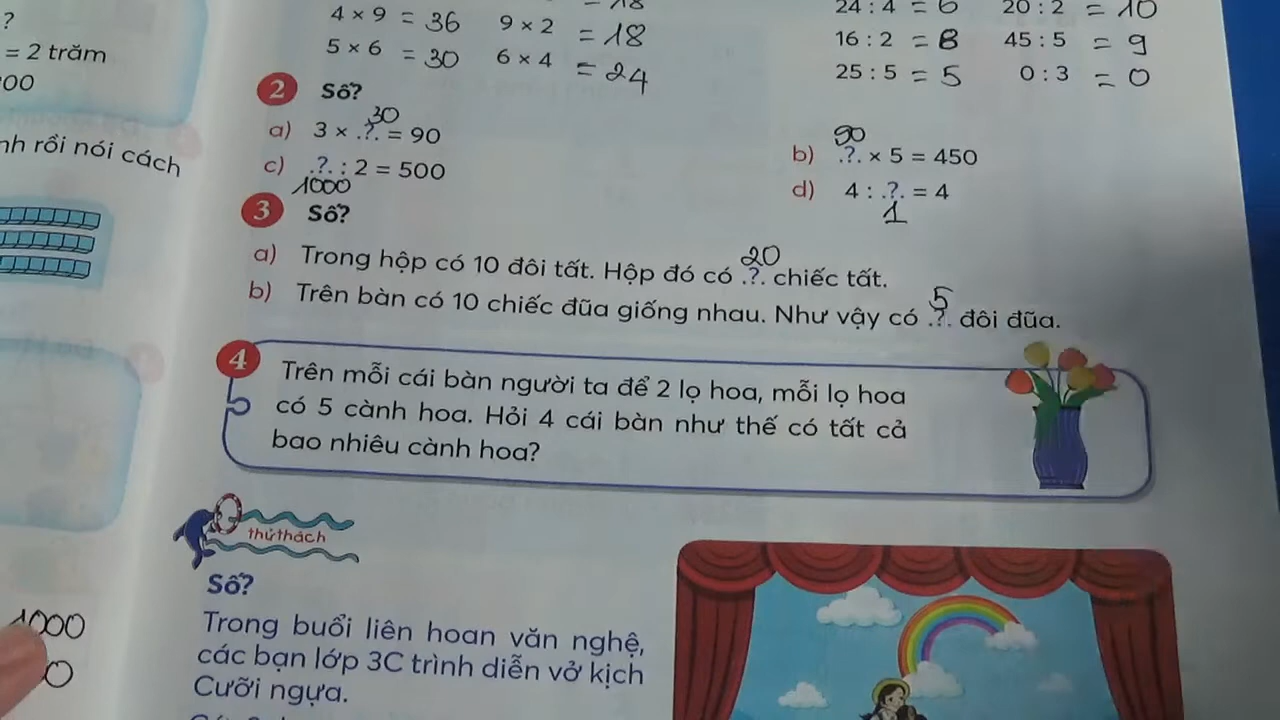 ?
= 2 trăm
00
nh rồi nói cách
4 × 9 = 36
9 × 2 = 18
5 × 6 = 30
6 × 4 = 24
24 : 4 = 6
20 : 2 = 10
16 : 2 = 8
45 : 5 = 9
25 : 5 = 5
0 : 3 = 0
2 Số?
30
a) 3 × .?. = 90
90
b) .?. × 5 = 450
c) .?. : 2 = 500
1000
d) 4 : .?. = 4
1
3 Số?
20
a) Trong hộp có 10 đôi tất. Hộp đó có .?. chiếc tất.
5
b) Trên bàn có 10 chiếc đũa giống nhau. Như vậy có .?. đôi đũa.
4 Trên mỗi cái bàn người ta để 2 lọ hoa, mỗi lọ hoa
có 5 cành hoa. Hỏi 4 cái bàn như thế có tất cả
bao nhiêu cành hoa?
thử thách
Số?
Trong buổi liên hoan văn nghệ,
các bạn lớp 3C trình diễn vở kịch
Cưỡi ngựa.
1000
0